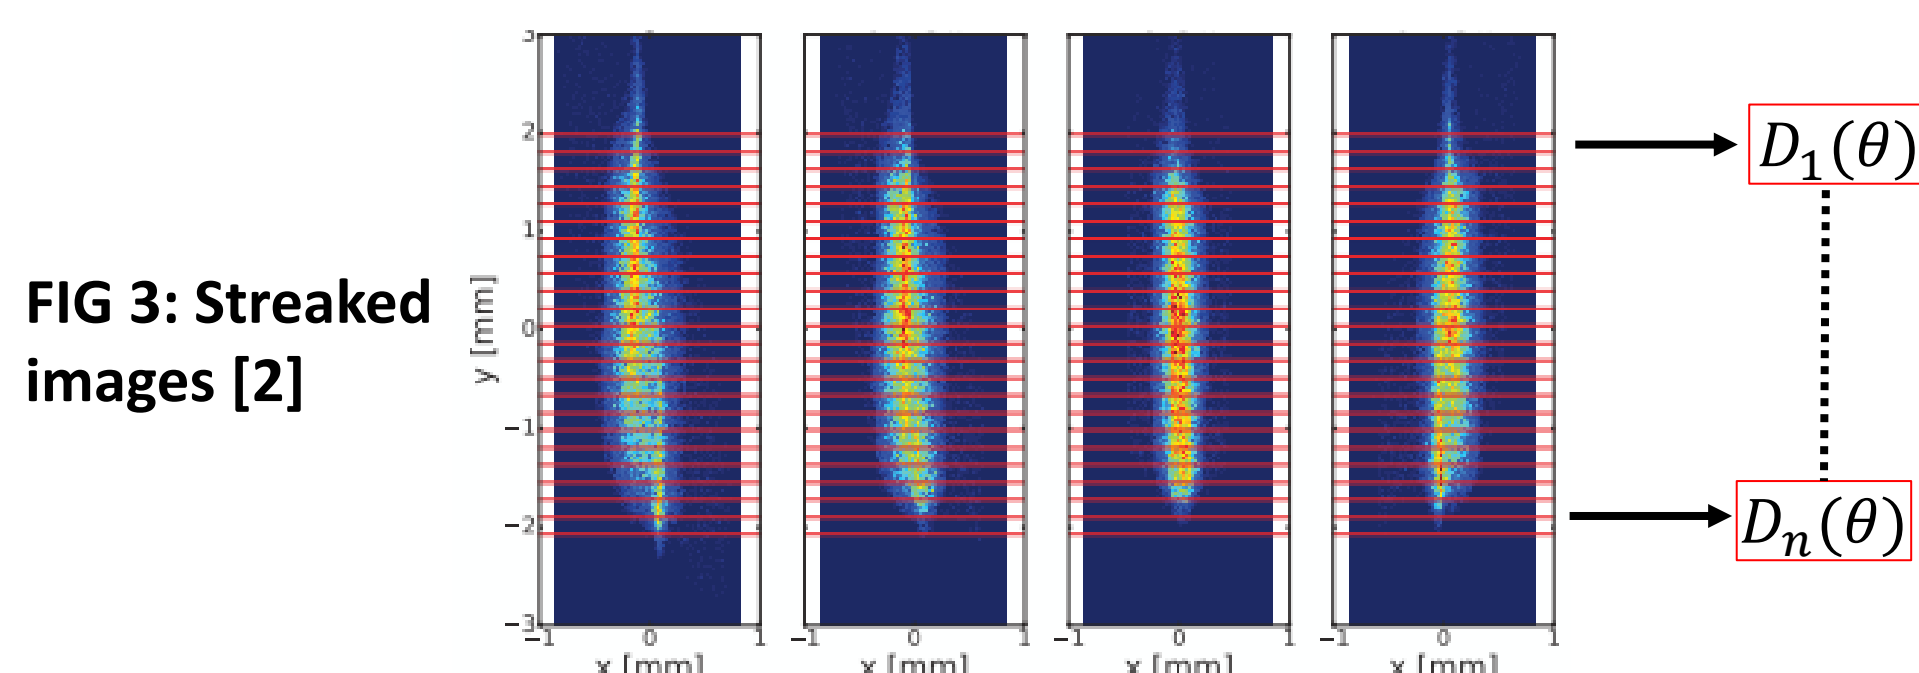 FIG 3: Streaked
images [2]
y [mm]
3
2
1
0
−1
−2
−3
−1 0 1
−1 0 1
−1 0 1
−1 0 1
x [mm] x [mm] x [mm] x [mm]
D₁(θ)
Dₙ(θ)